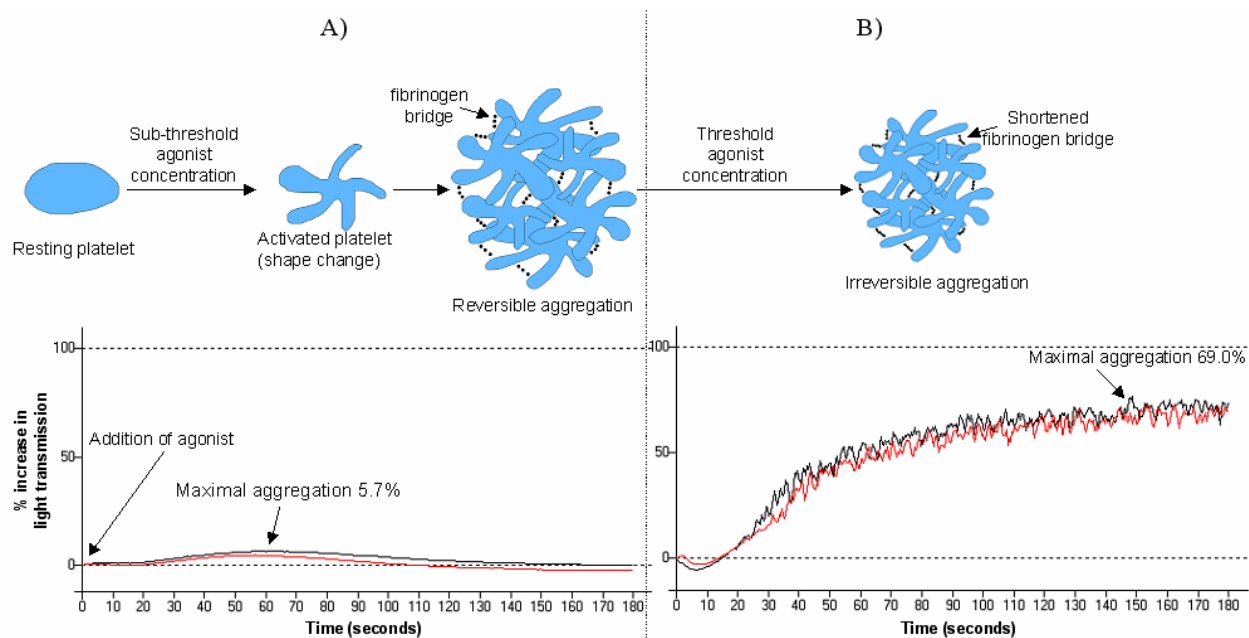 A)
B)
fibrinogen
bridge
Sub-threshold
agonist
concentration
Resting platelet
Activated platelet
(shape change)
Reversible aggregation
Threshold
agonist
concentration
Shortened
fibrinogen bridge
Irreversible aggregation
% increase in
light transmission
100
50
0
Addition of agonist
Maximal aggregation 5.7%
0 10 20 30 40 50 60 70 80 90 100 110 120 130 140 150 160 170 180
Time (seconds)
100
50
0
Maximal aggregation 69.0%
0 10 20 30 40 50 60 70 80 90 100 110 120 130 140 150 160 170 180
Time (seconds)